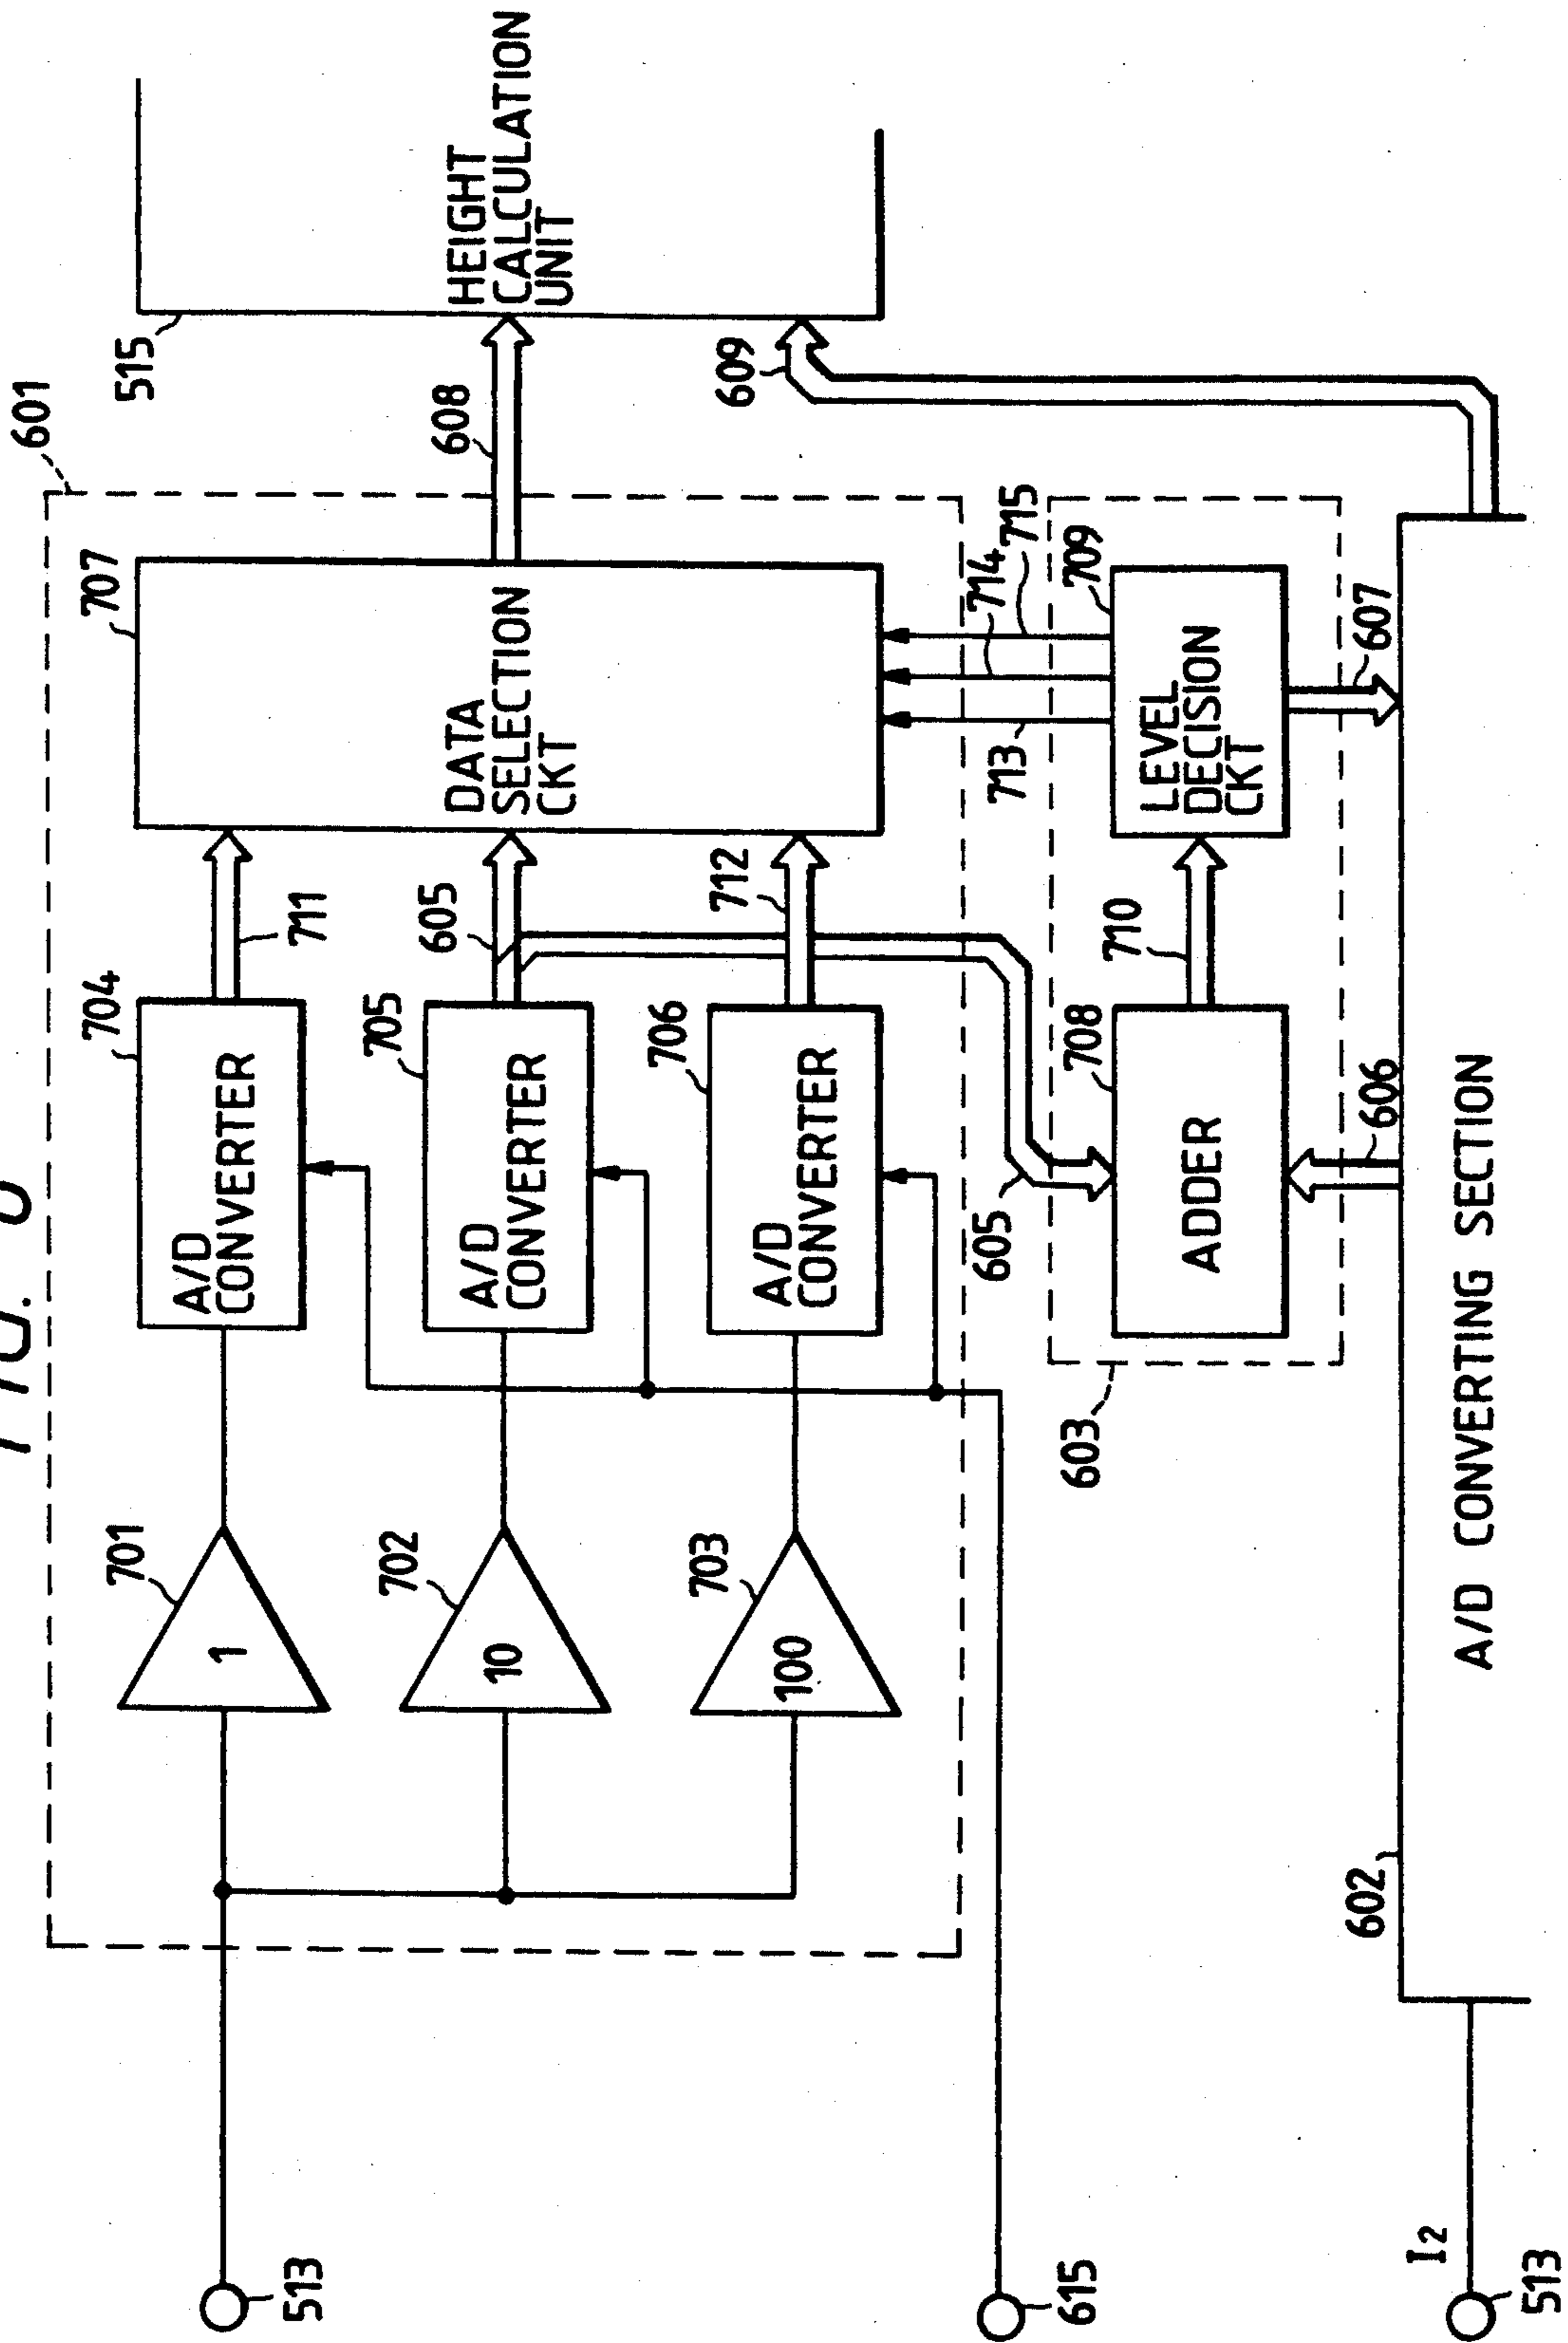 FIG.
601
701
1
704
A/D
CONVERTER
711
707
DATA
SELECTION
CKT
515
HEIGHT
CALCULATION
UNIT
513
702
10
705
A/D
CONVERTER
605
608
703
100
706
A/D
CONVERTER
712
609
615
605
713
714
715
603
708
ADDER
710
709
LEVEL
DECISION
CKT
606
607
602
I2
513
A/D CONVERTING SECTION